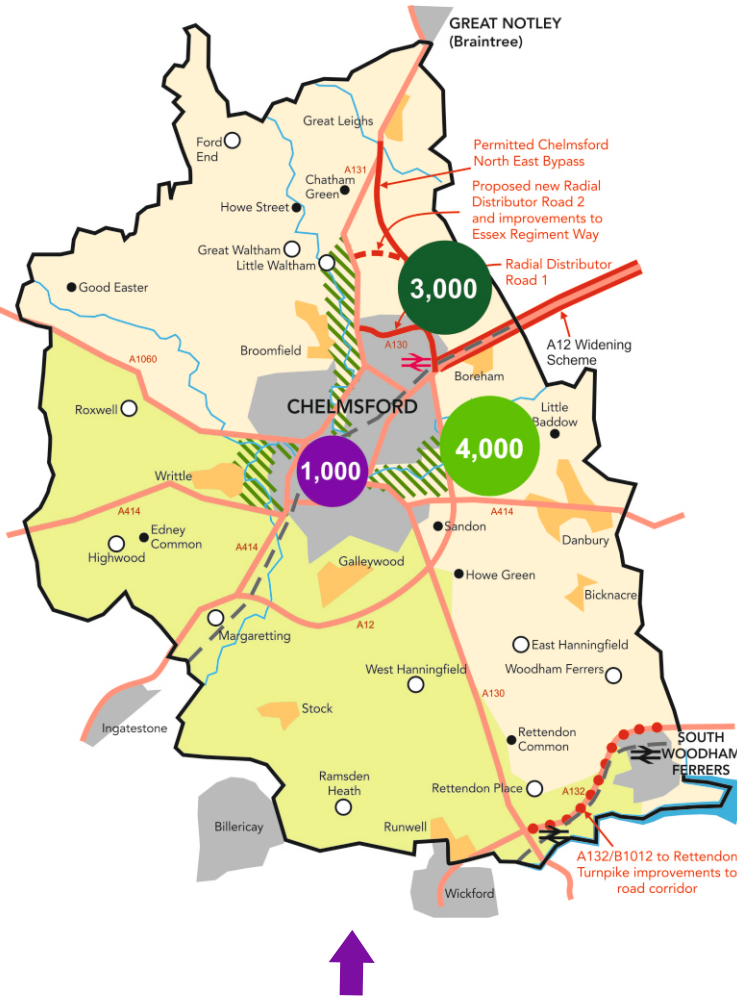 GREAT NOTLEY
(Braintree)
Great Leighs
Ford
End
Permitted Chelmsford
North East Bypass
A131
Chatham
Green
Proposed new Radial
Distributor Road 2
and improvements to
Essex Regiment Way
Howe Street
Great Waltham
Little Waltham
Radial Distributor
Road 1
3,000
Good Easter
A130
A12 Widening
Scheme
Broomfield
A1060
Boreham
Roxwell
CHELMSFORD
Little
Baddow
4,000
1,000
Writtle
A414
A414
Sandon
Edney
Common
Highwood
A414
Danbury
Galleywood
Howe Green
Bicknacre
A12
Margaretting
East Hanningfield
West Hanningfield
Woodham Ferrers
A130
Stock
Ingatestone
Rettendon
Common
SOUTH
WOODHAM
FERRERS
Ramsden
Heath
Rettendon Place
A132
Billericay
Runwell
A132/B1012 to Rettendon
Turnpike improvements to
road corridor
Wickford